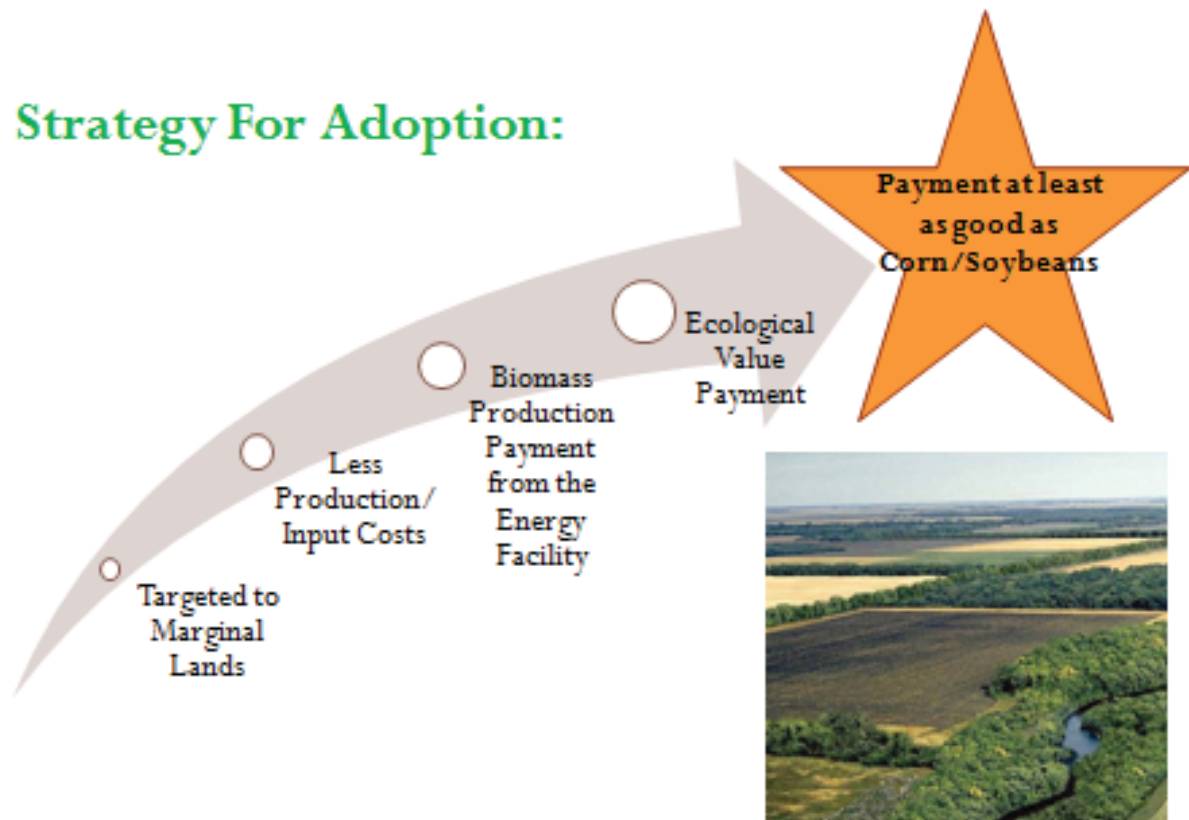 Strategy For Adoption:
Payment at least
as good as
Corn/Soybeans
Ecological
Value
Payment
Biomass
Production
Payment
from the
Energy
Facility
Less
Production/
Input Costs
Targeted to
Marginal
Lands